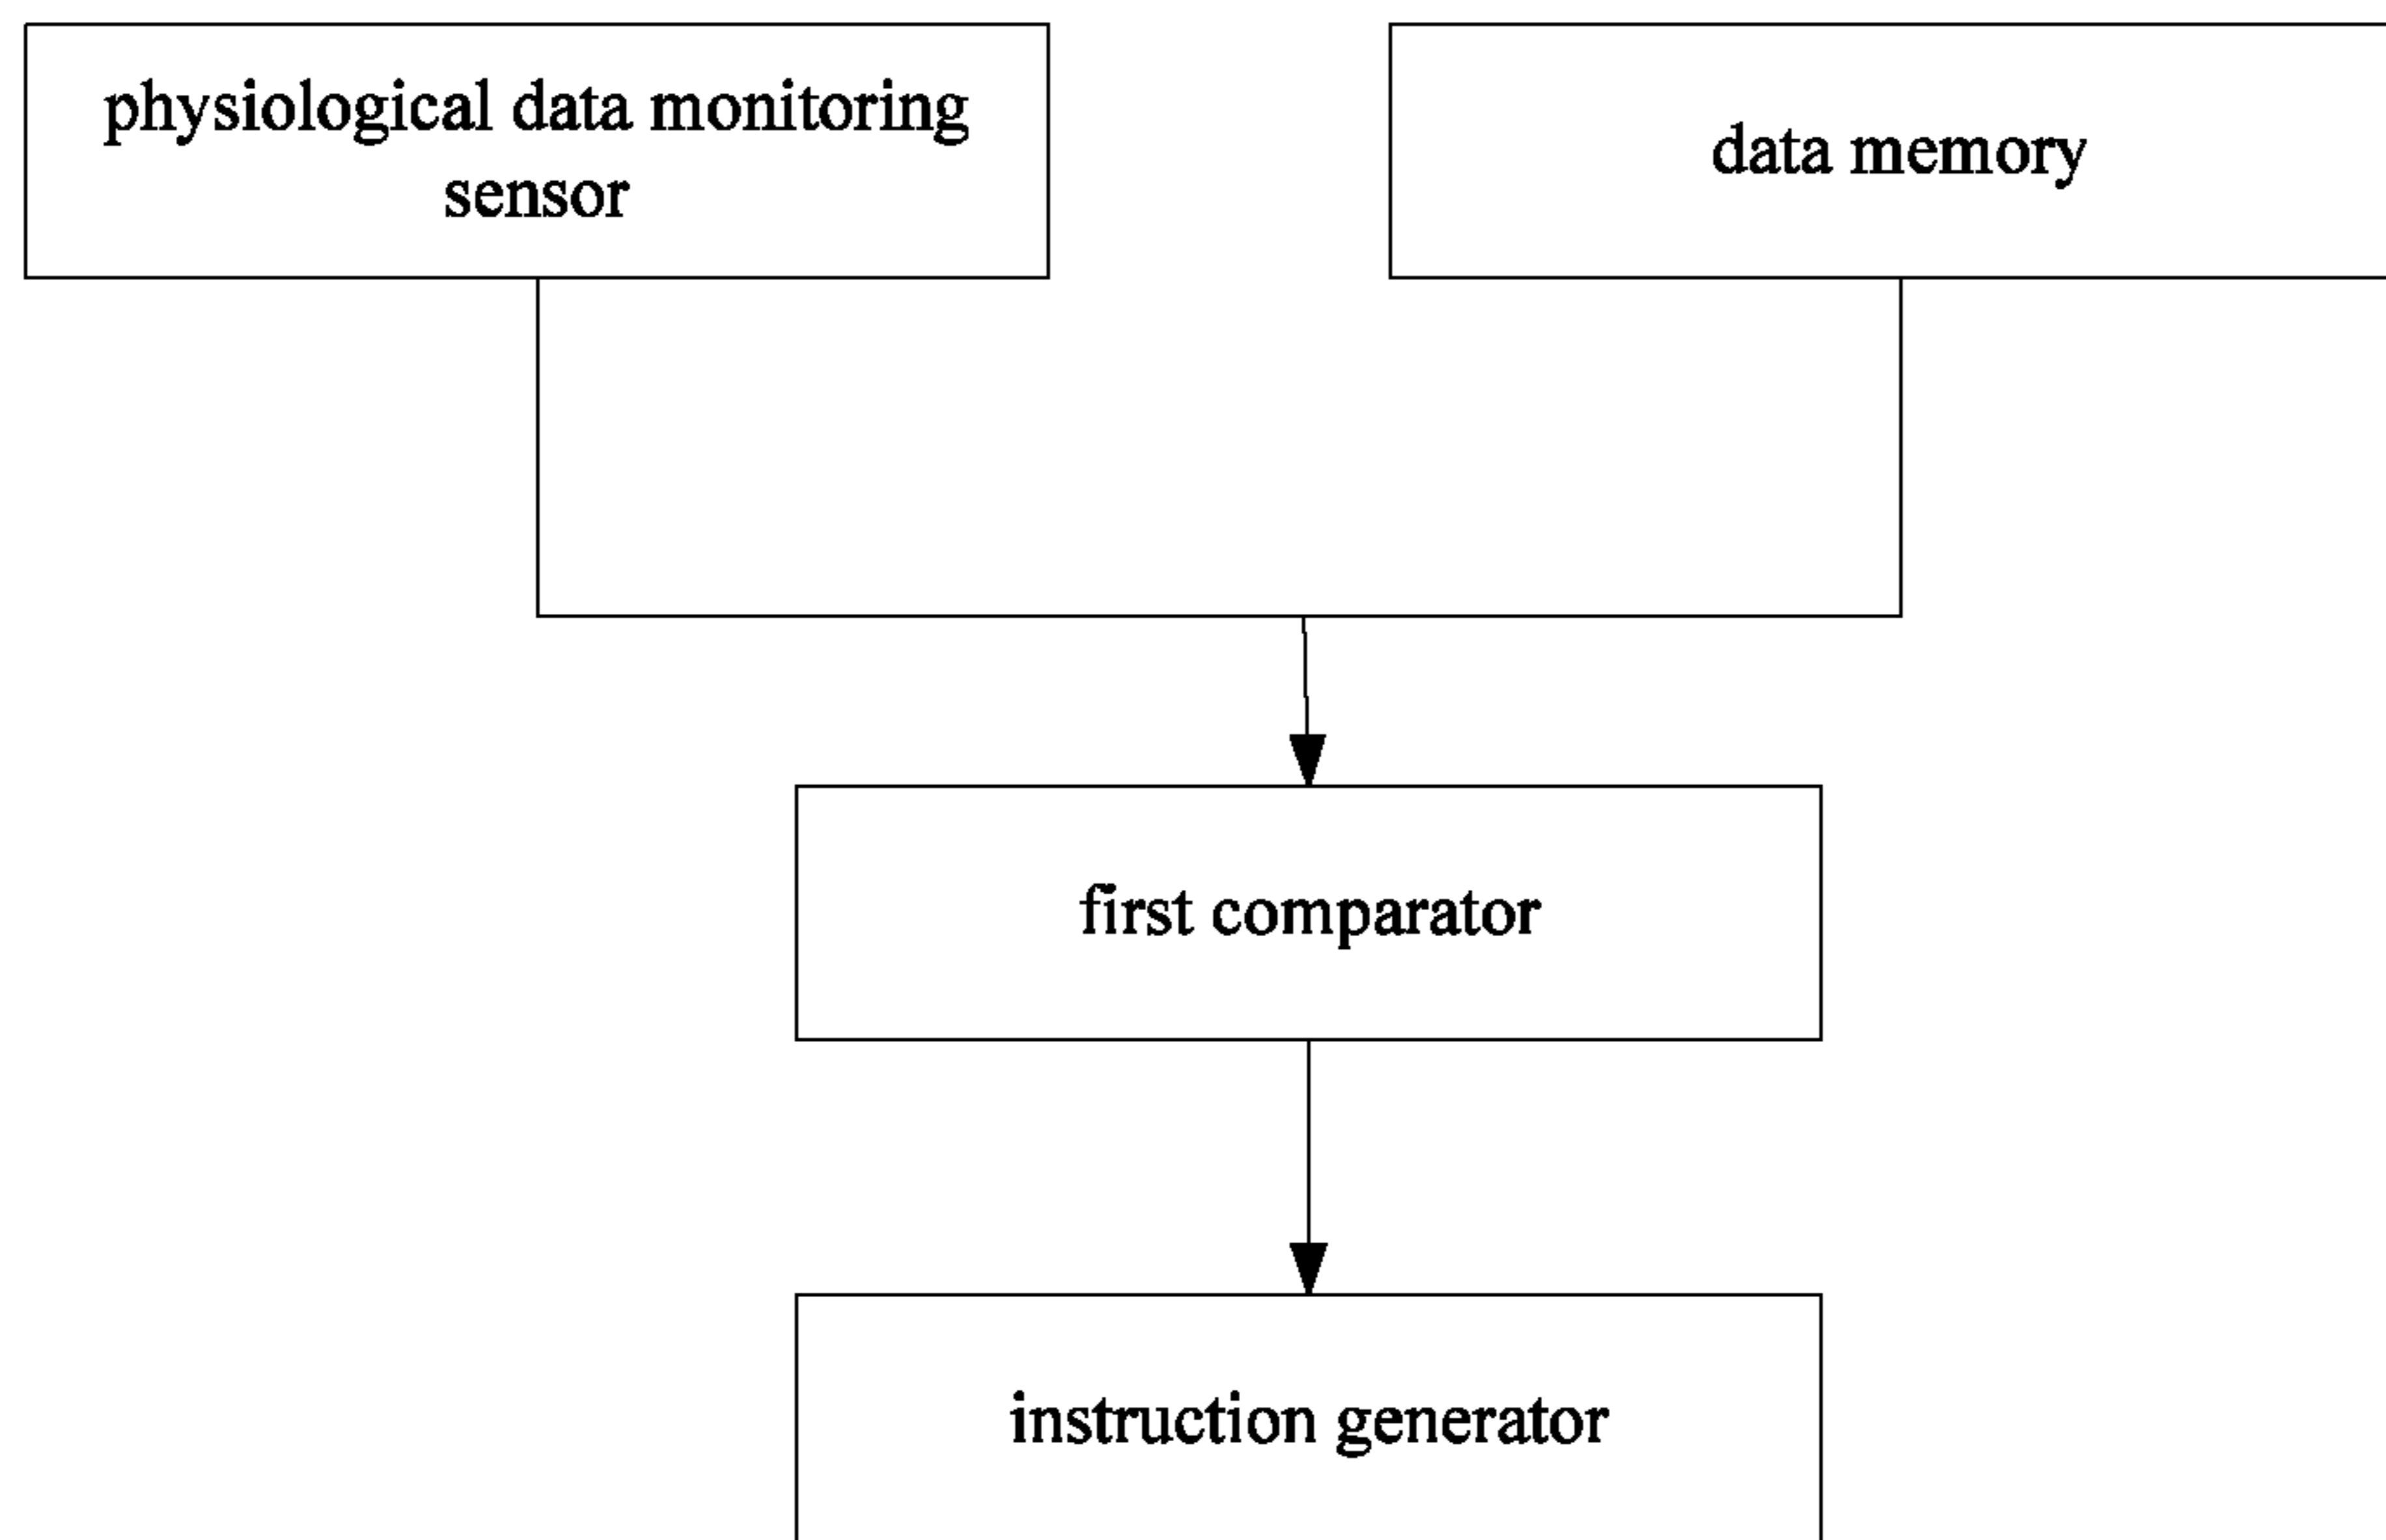 physiological data monitoring
sensor
data memory
first comparator
instruction generator